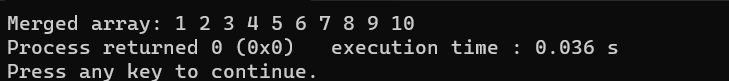 Merged array: 1 2 3 4 5 6 7 8 9 10
Process returned 0 (0x0)   execution time : 0.036 s
Press any key to continue.